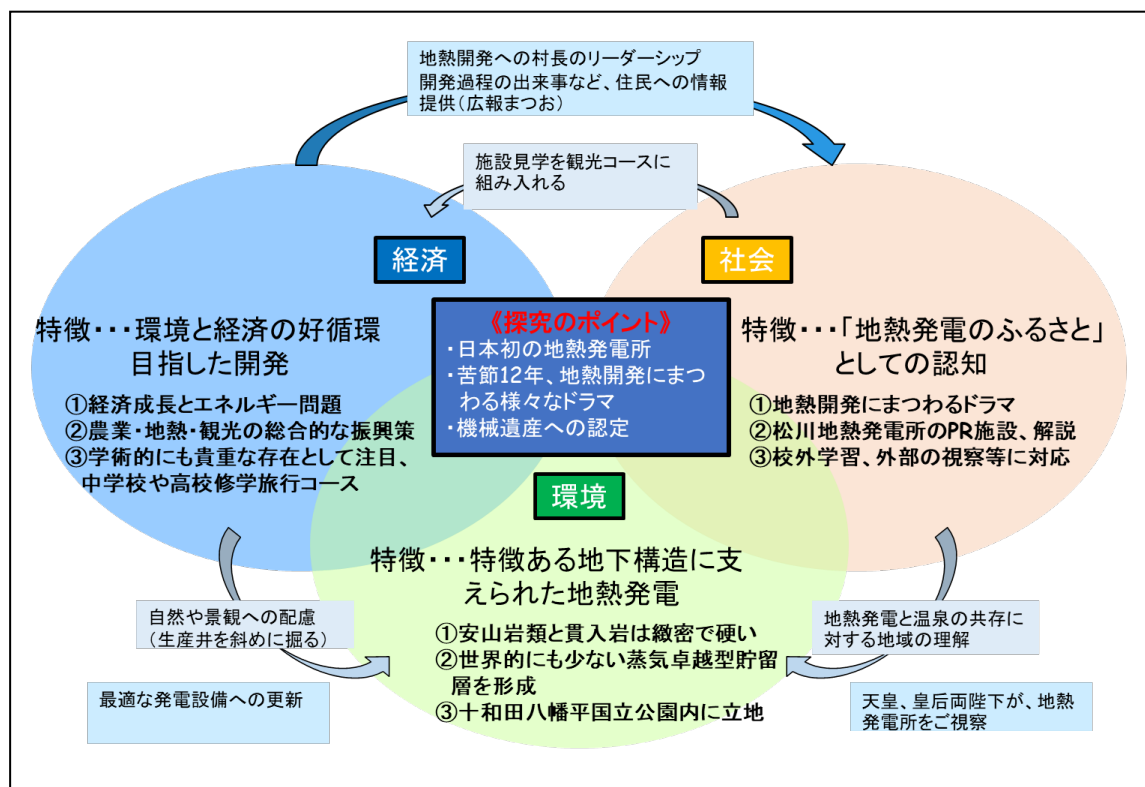 地熱開発への村長のリーダーシップ
開発過程の出来事など、住民への情報
提供(広報まつお)
施設見学を観光コースに
組み入れる
経済
社会
特徴・・・環境と経済の好循環
目指した開発
①経済成長とエネルギー問題
②農業・地熱・観光の総合的な振興策
③学術的にも貴重な存在として注目、
中学校や高校修学旅行コース
《探究のポイント》
・日本初の地熱発電所
・苦節12年、地熱開発にまつ
わる様々なドラマ
・機械遺産への認定
特徴・・・「地熱発電のふるさと」
としての認知
①地熱開発にまつわるドラマ
②松川地熱発電所のPR施設、解説
③校外学習、外部の視察等に対応
環境
特徴・・・特徴ある地下構造に支
えられた地熱発電
①安山岩類と貫入岩は緻密で硬い
②世界的にも少ない蒸気卓越型貯留
層を形成
③十和田八幡平国立公園内に立地
自然や景観への配慮
(生産井を斜めに掘る)
最適な発電設備への更新
地熱発電と温泉の共存に
対する地域の理解
天皇、皇后両陛下が、地熱
発電所をご視察